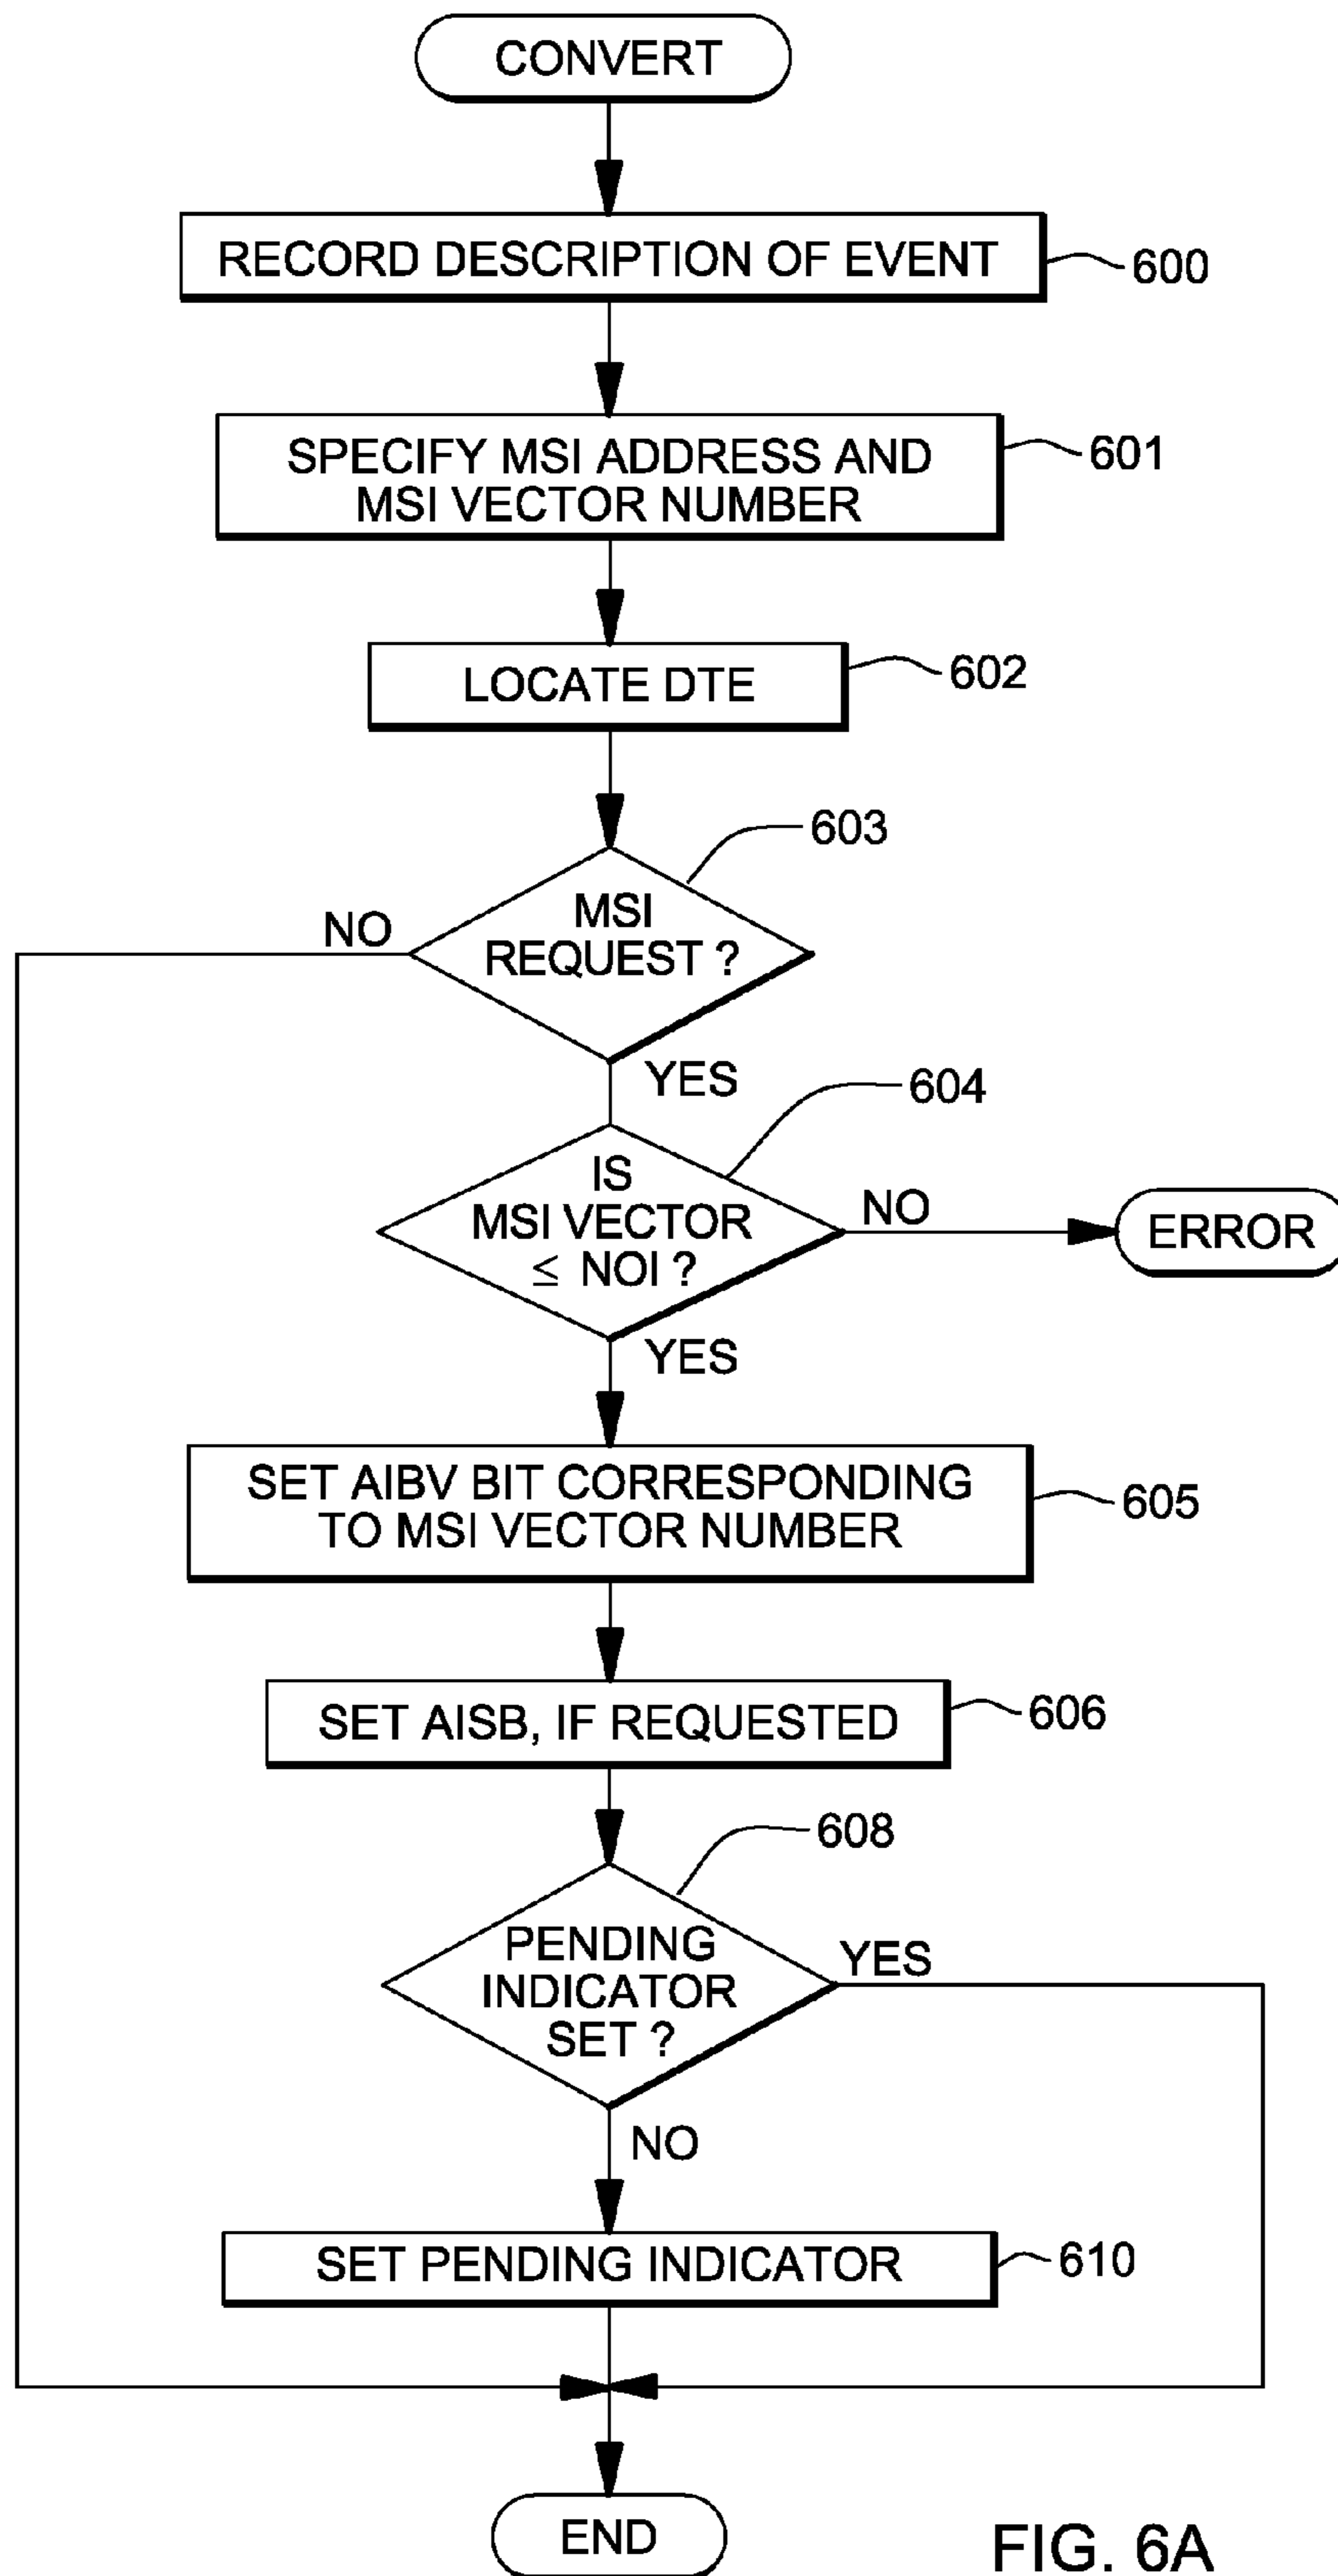 CONVERT
RECORD DESCRIPTION OF EVENT
600
SPECIFY MSI ADDRESS AND
MSI VECTOR NUMBER
601
LOCATE DTE
602
603
MSI
REQUEST ?
NO
YES
604
IS
MSI VECTOR
≤ NOI ?
NO
ERROR
YES
SET AIBV BIT CORRESPONDING
TO MSI VECTOR NUMBER
605
SET AISB, IF REQUESTED
606
608
PENDING
INDICATOR
SET ?
YES
NO
SET PENDING INDICATOR
610
END
FIG. 6A